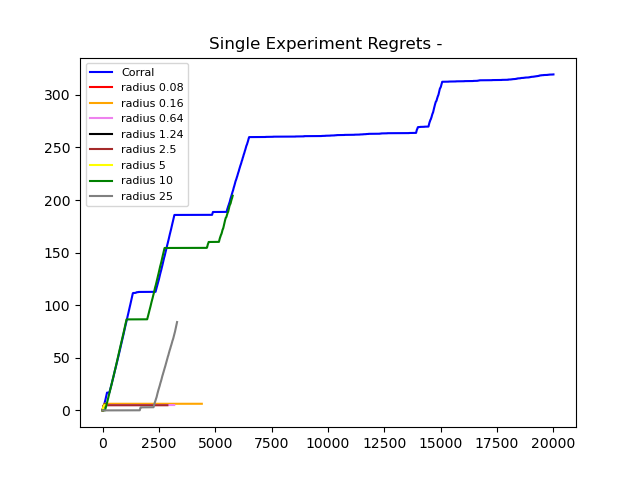 Single Experiment Regrets -
Corral
radius 0.08
radius 0.16
radius 0.64
radius 1.24
radius 2.5
radius 5
radius 10
radius 25
300
250
200
150
100
50
0
0 2500 5000 7500 10000 12500 15000 17500 20000